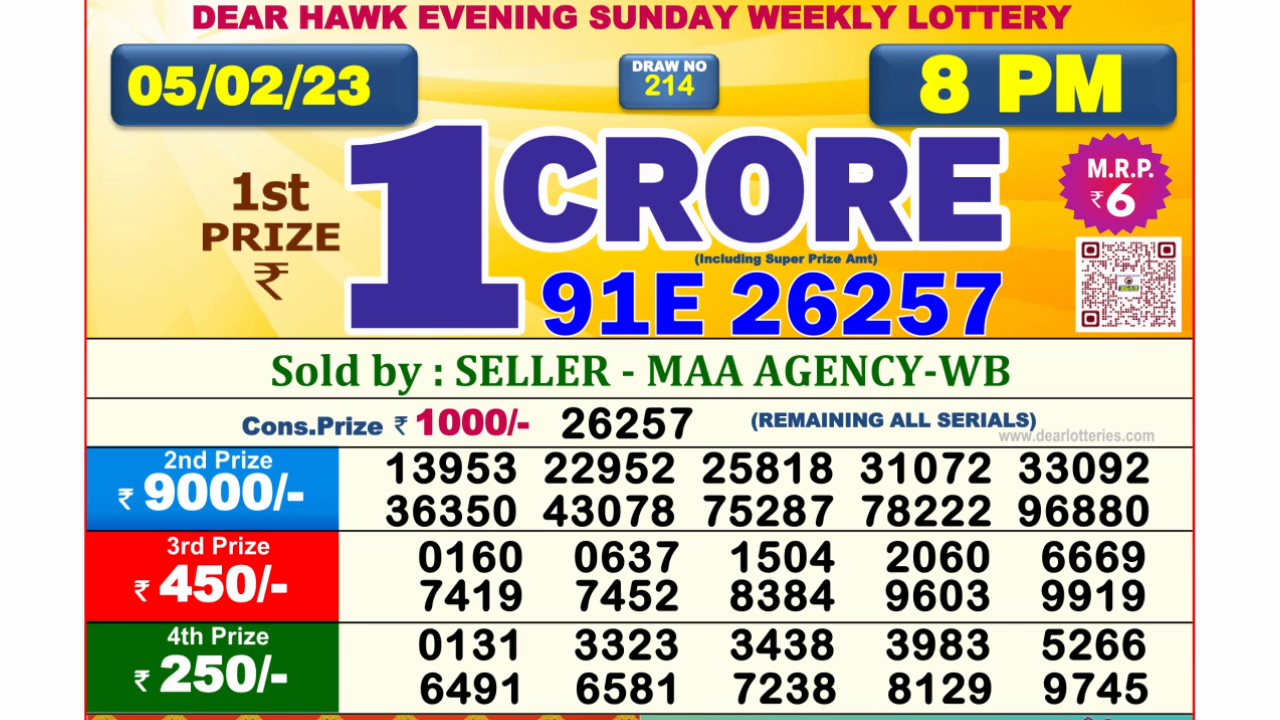 DEAR HAWK EVENING SUNDAY WEEKLY LOTTERY
05/02/23
DRAW NO
214
8 PM
1st
PRIZE
₹
1 CRORE
(Including Super Prize Amt)
91E 26257
M.R.P.
₹ 6
Sold by : SELLER - MAA AGENCY-WB
Cons.Prize ₹ 1000/- 26257 (REMAINING ALL SERIALS)
www.dearlotteries.com
2nd Prize
₹ 9000/-
13953 22952 25818 31072 33092
36350 43078 75287 78222 96880
3rd Prize
₹ 450/-
0160 0637 1504 2060 6669
7419 7452 8384 9603 9919
4th Prize
₹ 250/-
0131 3323 3438 3983 5266
6491 6581 7238 8129 9745